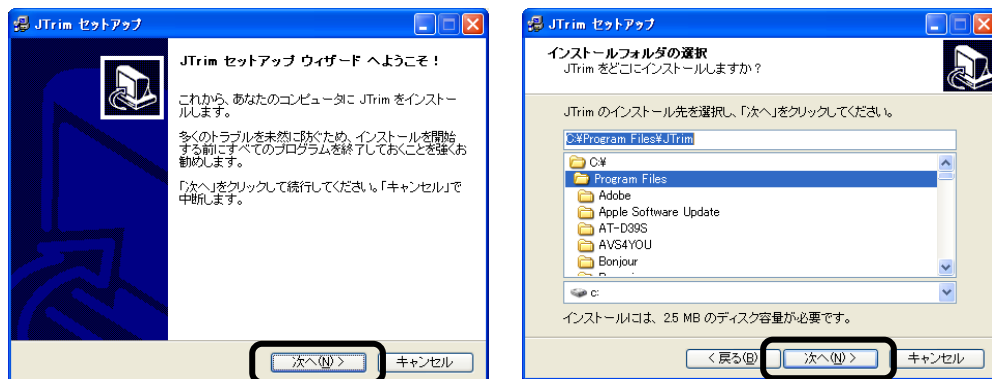 JTrim セットアップ
JTrim セットアップ ウィザード へようこそ！
これから、あなたのコンピュータに JTrim をインストー
ルします。
多くのトラブルを未然に防ぐため、インストールを開始
する前にすべてのプログラムを終了しておくことを強くお
勧めします。
「次へ」をクリックして続行してください。「キャンセル」で
中断します。
次へ(N) >
キャンセル
JTrim セットアップ
インストールフォルダの選択
JTrim をどこにインストールしますか？
JTrim のインストール先を選択し、「次へ」をクリックしてください。
C:¥Program Files¥JTrim
C:¥
Program Files
Adobe
Apple Software Update
AT-D39S
AVS4YOU
Bonjour
c:
インストールには、2.5 MB のディスク容量が必要です。
< 戻る(B)
次へ(N) >
キャンセル